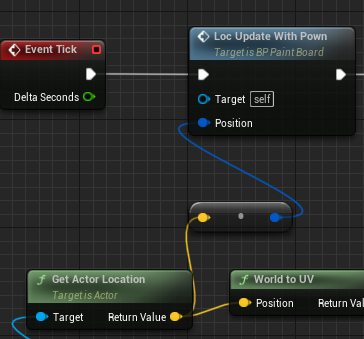 Event Tick
Delta Seconds
Loc Update With Pown
Target is BP Paint Board
Target self
Position
Get Actor Location
Target is Actor
Target Return Value
World to UV
Position Return Val